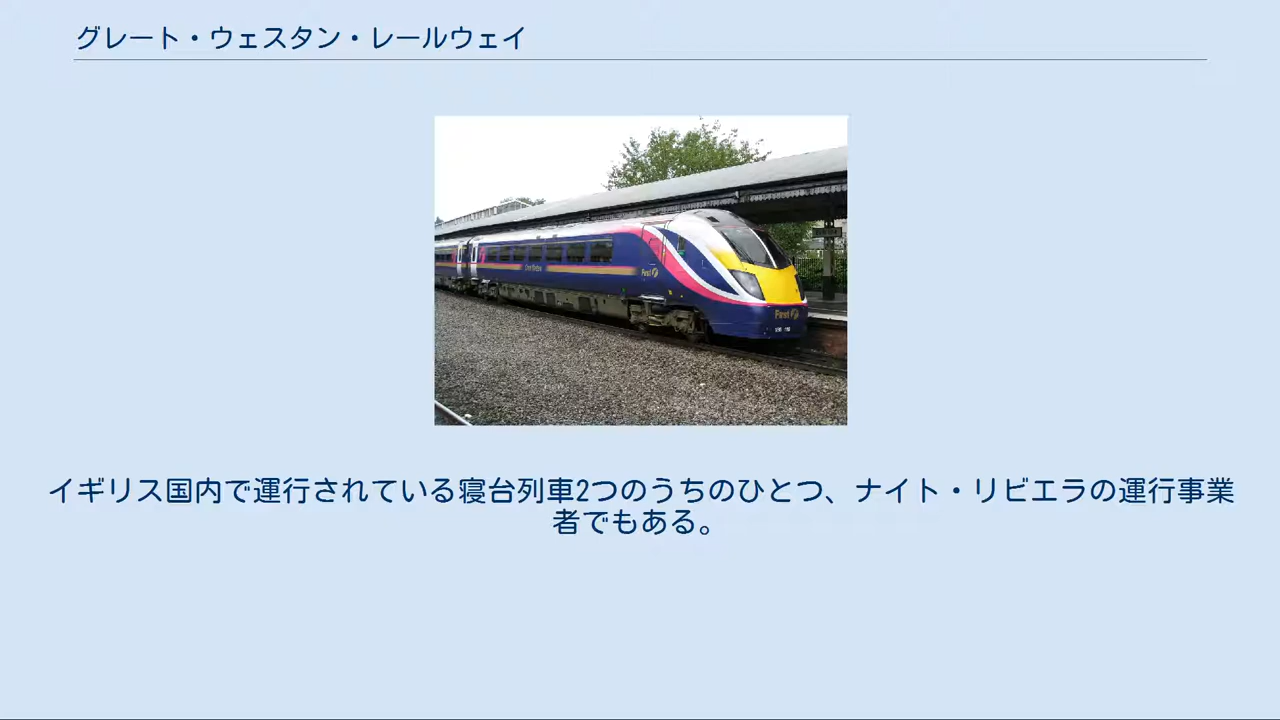 グレート・ウェスタン・レールウェイ
First
First
イギリス国内で運行されている寝台列車2つのうちのひとつ、ナイト・リビエラの運行事業
者でもある。